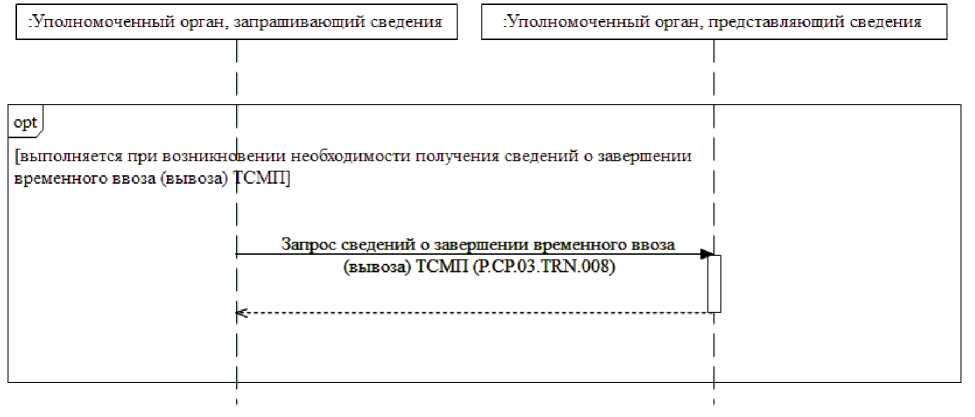 :Уполномоченный орган, запрашивающий сведения
:Уполномоченный орган, представляющий сведения
opt
[выполняется при возникновении необходимости получения сведений о завершении
временного ввоза (вывоза) ТСМП]
Запрос сведений о завершении временного ввоза
(вывоза) ТСМП (P.CP.03.TRN.008)